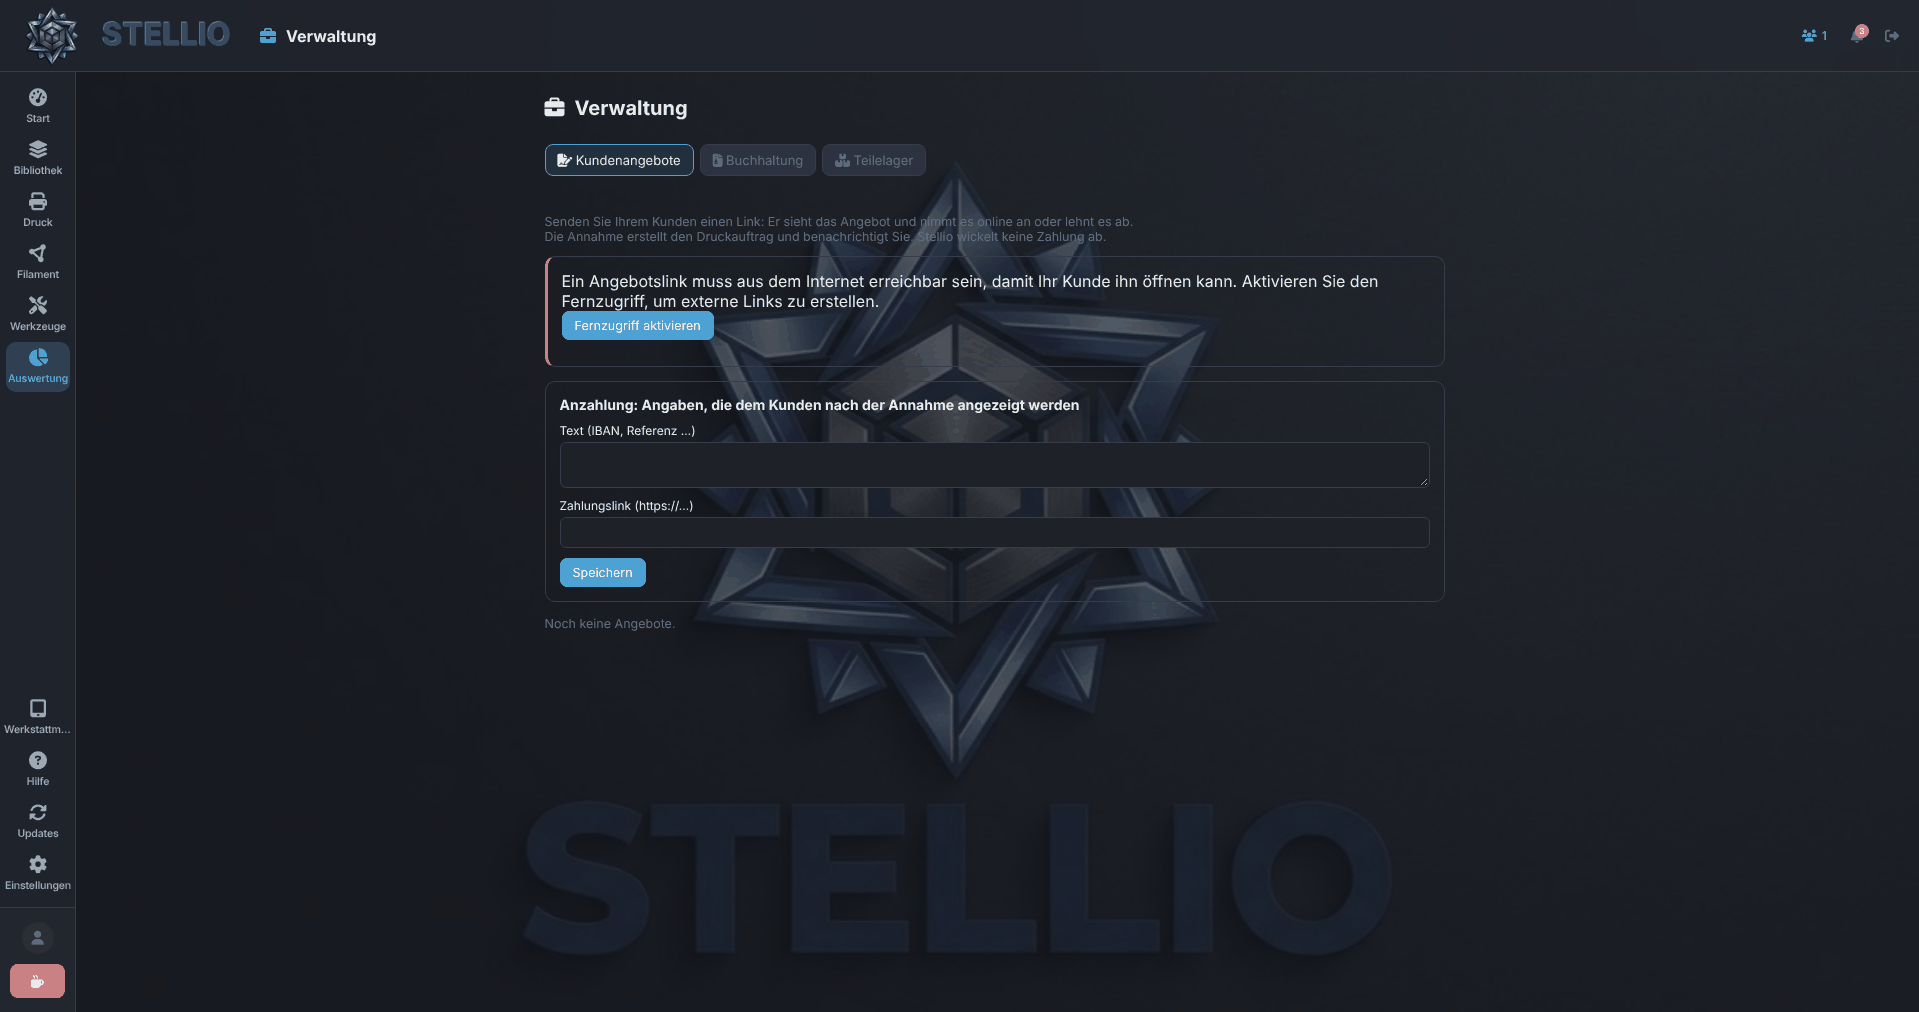 STELLIO
Verwaltung
1
3
Start
Bibliothek
Druck
Filament
Werkzeuge
Auswertung
Werkstattm...
Hilfe
Updates
Einstellungen
Verwaltung
Kundenangebote
Buchhaltung
Teilelager
Senden Sie Ihrem Kunden einen Link: Er sieht das Angebot und nimmt es online an oder lehnt es ab.
Die Annahme erstellt den Druckauftrag und benachrichtigt Sie. Stellio wickelt keine Zahlung ab.
Ein Angebotslink muss aus dem Internet erreichbar sein, damit Ihr Kunde ihn öffnen kann. Aktivieren Sie den
Fernzugriff, um externe Links zu erstellen.
Fernzugriff aktivieren
Anzahlung: Angaben, die dem Kunden nach der Annahme angezeigt werden
Text (IBAN, Referenz ...)
Zahlungslink (https://...)
Speichern
Noch keine Angebote.
STELLIO